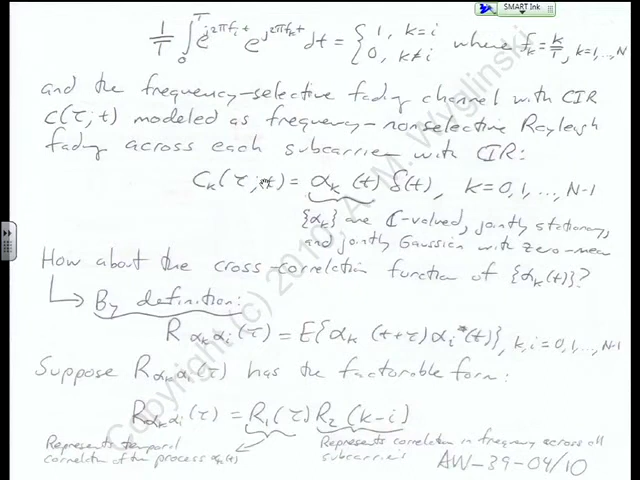 SMART Ink
1/T ∫₀ᵀ e^{j2πf_i t} e^{j2πf_k t} dt = { 1, k=i where f_k = k/T, k=1,...,N
0, k≠i
and the frequency-selective fading channel with CIR
C(τ;t) modeled as frequency-nonselective Rayleigh
fading across each subcarrier with CIR:
C_k(τ;t) = α_k(t) δ(t), k=0,1,...,N-1
{α_k} are ℂ-valued, jointly stationary,
and jointly Gaussian with zero-mean
How about the cross-correlation function of {α_k(t)}?
↳ By definition:
R_{α_k α_i}(τ) = E{α_k(t+τ) α_i*(t)}, k,i=0,1,...,N-1
Suppose R_{α_k α_i}(τ) has the factorable form:
R_{α_k α_i}(τ) = R_1(τ) R_2(k-i)
Represents temporal
correlation of the process α_k(t)
Represents correlation in frequency across all
subcarriers
AW-39-04/10
Copyright (c) 2010, A. M. Wyglinski